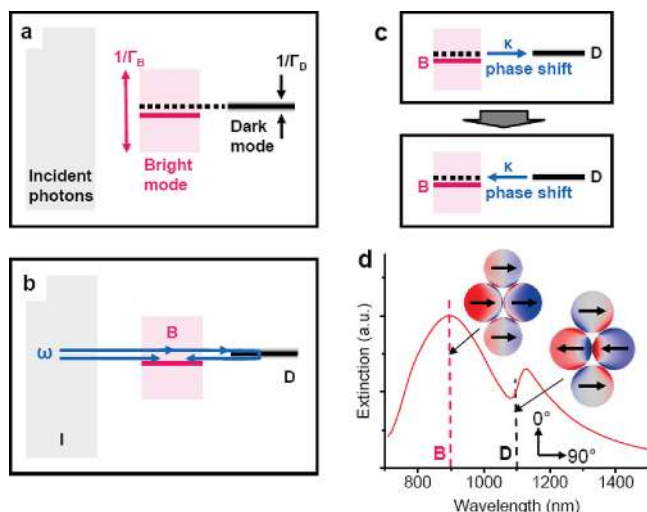 a
1/ΓB
1/ΓD
Dark
mode
Incident
photons
Bright
mode
b
ω
B
D
I
c
B
κ
phase shift
D
B
κ
phase shift
D
d
Extinction (a.u.)
B
D
0°
90°
800 1000 1200 1400
Wavelength (nm)